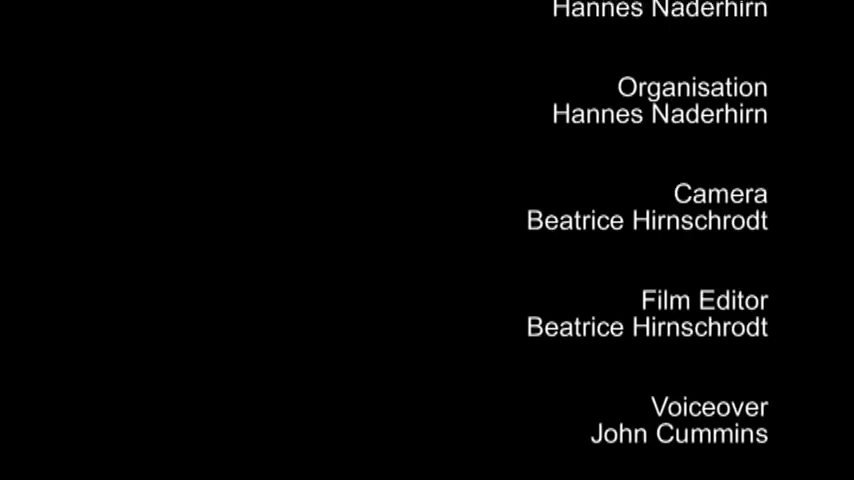 Hannes Naderhirn
Organisation
Hannes Naderhirn
Camera
Beatrice Hirnschrodt
Film Editor
Beatrice Hirnschrodt
Voiceover
John Cummins